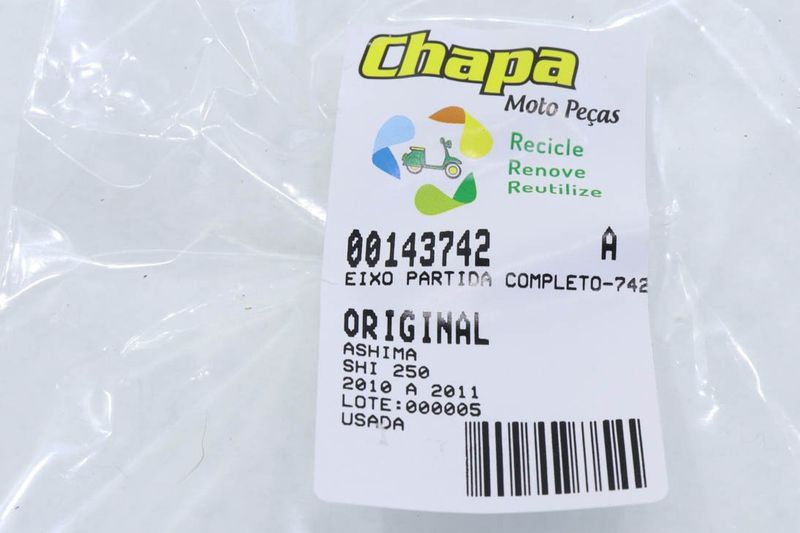 Chapa
Moto Peças
Recicle
Renove
Reutilize
00143742 A
EIXO PARTIDA COMPLETO-742
ORIGINAL
ASHIMA
SHI 250
2010 A 2011
LOTE:000005
USADA